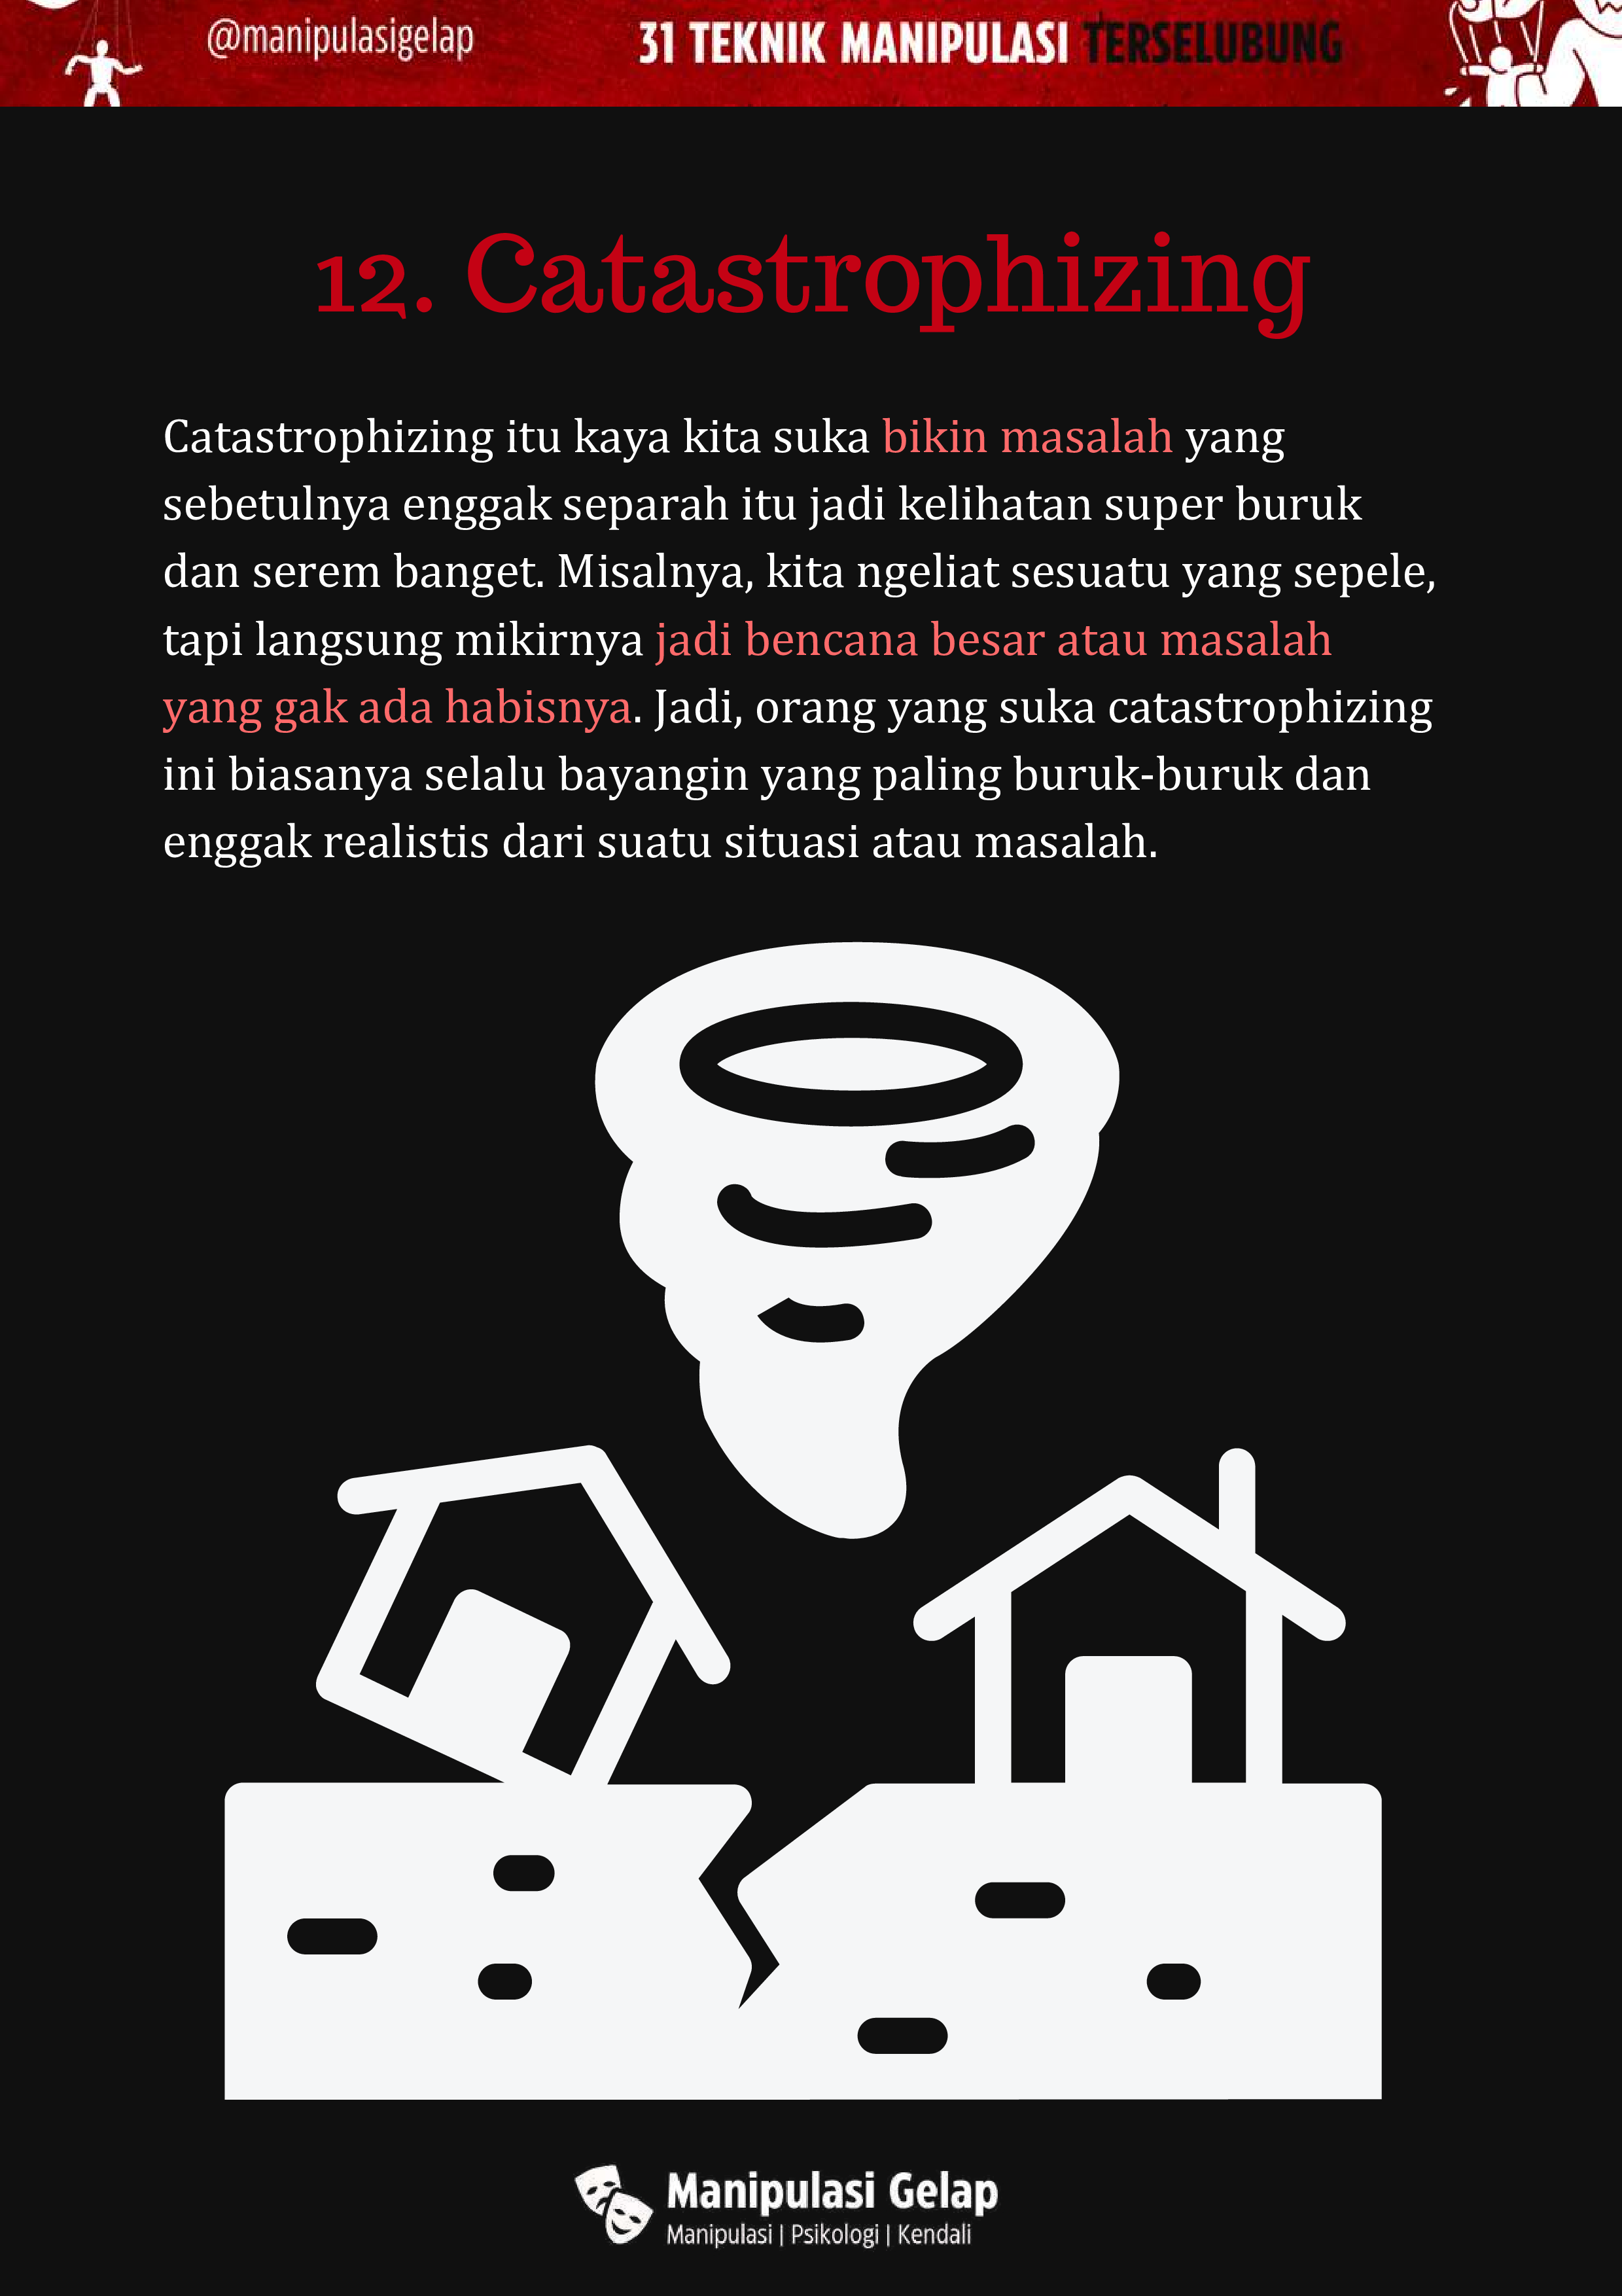 @manipulasigelap
31 TEKNIK MANIPULASI TERSELUBUNG
12. Catastrophizing
Catastrophizing itu kaya kita suka bikin masalah yang
sebetulnya enggak separah itu jadi kelihatan super buruk
dan serem banget. Misalnya, kita ngeliat sesuatu yang sepele,
tapi langsung mikirnya jadi bencana besar atau masalah
yang gak ada habisnya. Jadi, orang yang suka catastrophizing
ini biasanya selalu bayangin yang paling buruk-buruk dan
enggak realistis dari suatu situasi atau masalah.
Manipulasi Gelap
Manipulasi | Psikologi | Kendali